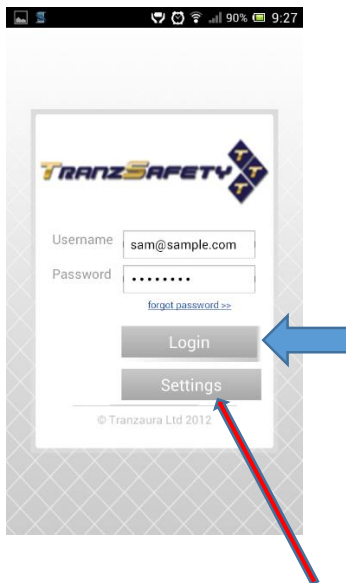 90% 9:27
TRANZSAFETY
T
T T
T
Username sam@sample.com
Password ••••••••
forgot password >>
Login
Settings
© Tranzaura Ltd 2012